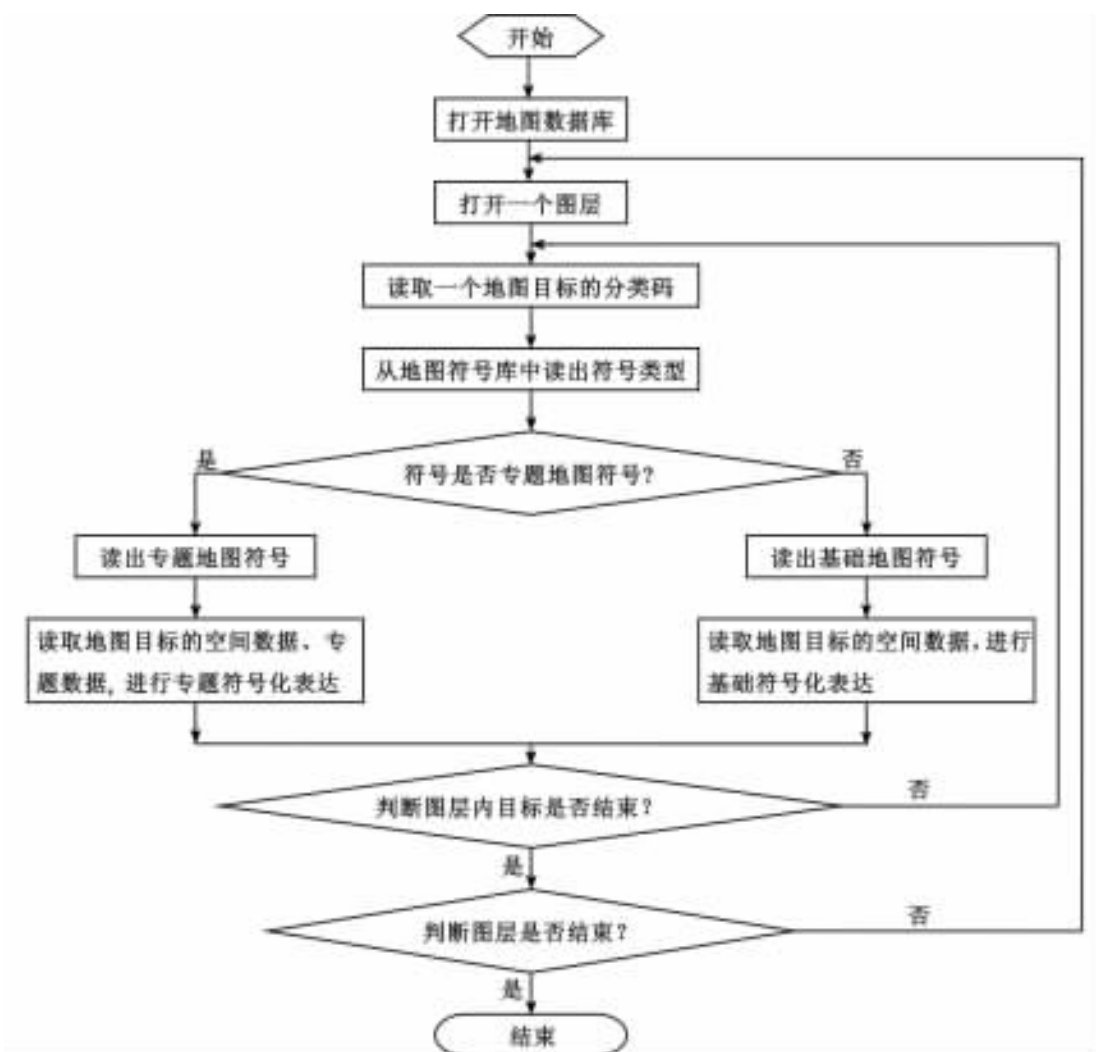 开始
打开地图数据库
打开一个图层
读取一个地图目标的分类码
从地图符号库中读出符号类型
是
符号是否专题地图符号?
否
读出专题地图符号
读出基础地图符号
读取地图目标的空间数据、专
题数据, 进行专题符号化表达
读取地图目标的空间数据,进行
基础符号化表达
判断图层内目标是否结束?
否
是
判断图层是否结束?
否
是
结束